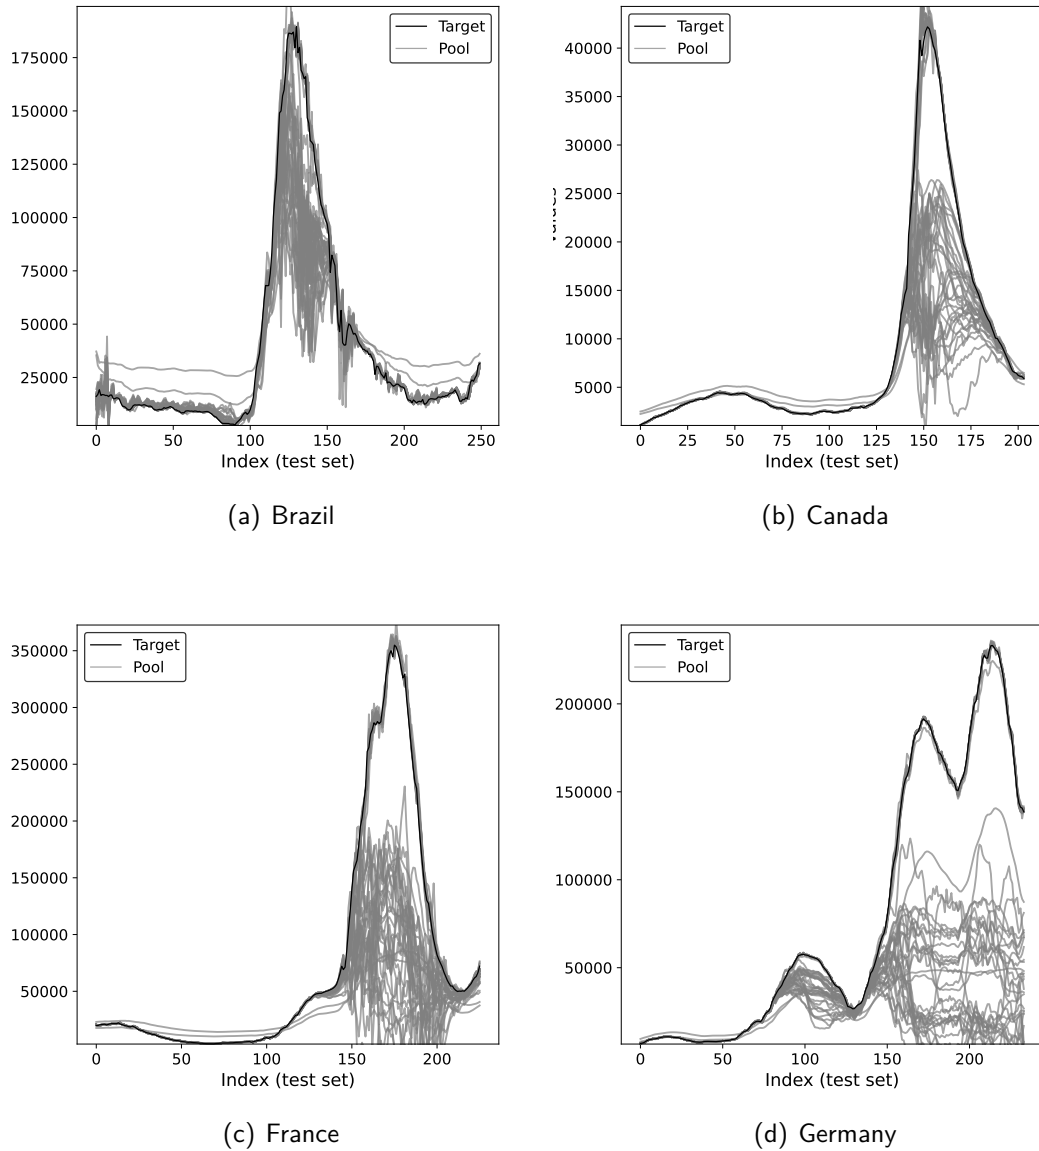 Target
Pool
175000
150000
125000
100000
75000
50000
25000
0 50 100 150 200 250
Index (test set)
(a) Brazil
Target
Pool
40000
35000
30000
25000
20000
15000
10000
5000
0 25 50 75 100 125 150 175 200
Index (test set)
(b) Canada
Target
Pool
350000
300000
250000
200000
150000
100000
50000
0 50 100 150 200
Index (test set)
(c) France
Target
Pool
200000
150000
100000
50000
0 50 100 150 200
Index (test set)
(d) Germany